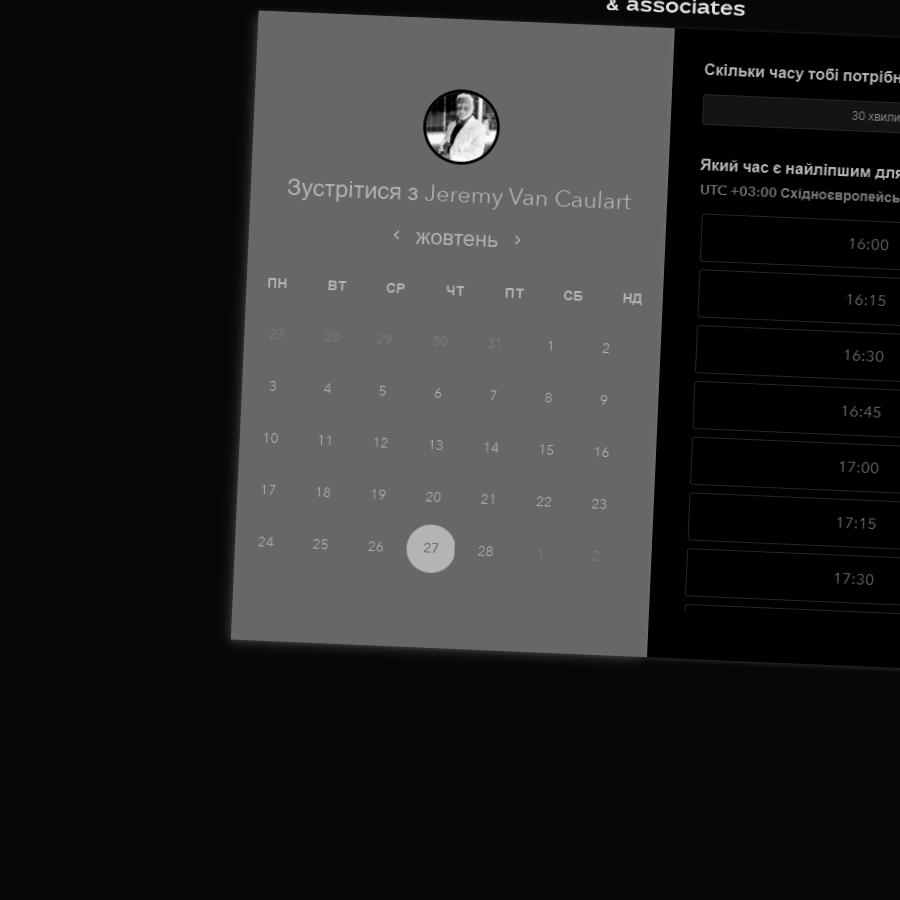 & associates
Зустрітися з Jeremy Van Caulart
‹ жовтень ›
ПН ВТ СР ЧТ ПТ СБ НД
27 28 29 30 31 1 2
3 4 5 6 7 8 9
10 11 12 13 14 15 16
17 18 19 20 21 22 23
24 25 26 27 28 1 2
Скільки часу тобі потрібн
30 хвили
Який час є найліпшим для
UTC +03:00 Східноєвропейсь
16:00
16:15
16:30
16:45
17:00
17:15
17:30